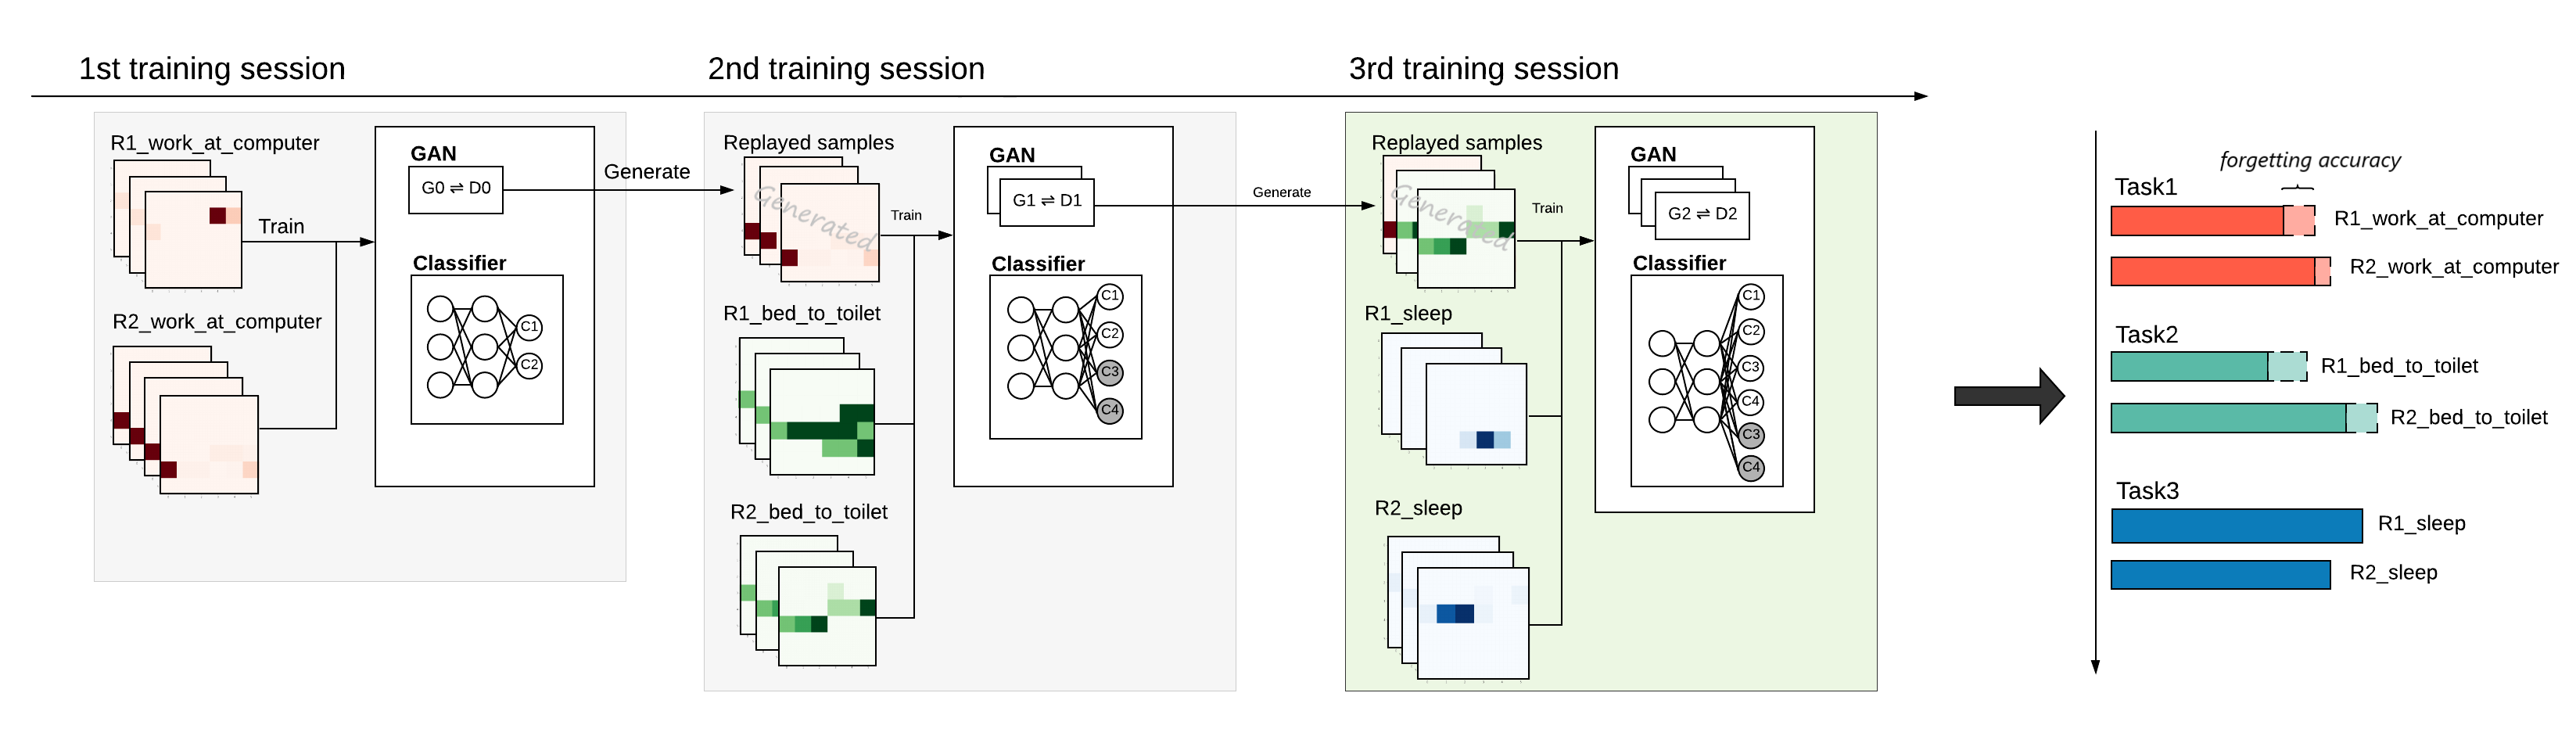 1st training session
2nd training session
3rd training session
R1_work_at_computer
Train
R2_work_at_computer
GAN
G0 ⇌ D0
Classifier
C1
C2
Generate
Replayed samples
Generated
Train
R1_bed_to_toilet
R2_bed_to_toilet
GAN
G1 ⇌ D1
Classifier
C1
C2
C3
C4
Generate
Replayed samples
Generated
Train
R1_sleep
R2_sleep
GAN
G2 ⇌ D2
Classifier
C1
C2
C3
C4
C3
C4
forgetting accuracy
Task1
R1_work_at_computer
R2_work_at_computer
Task2
R1_bed_to_toilet
R2_bed_to_toilet
Task3
R1_sleep
R2_sleep